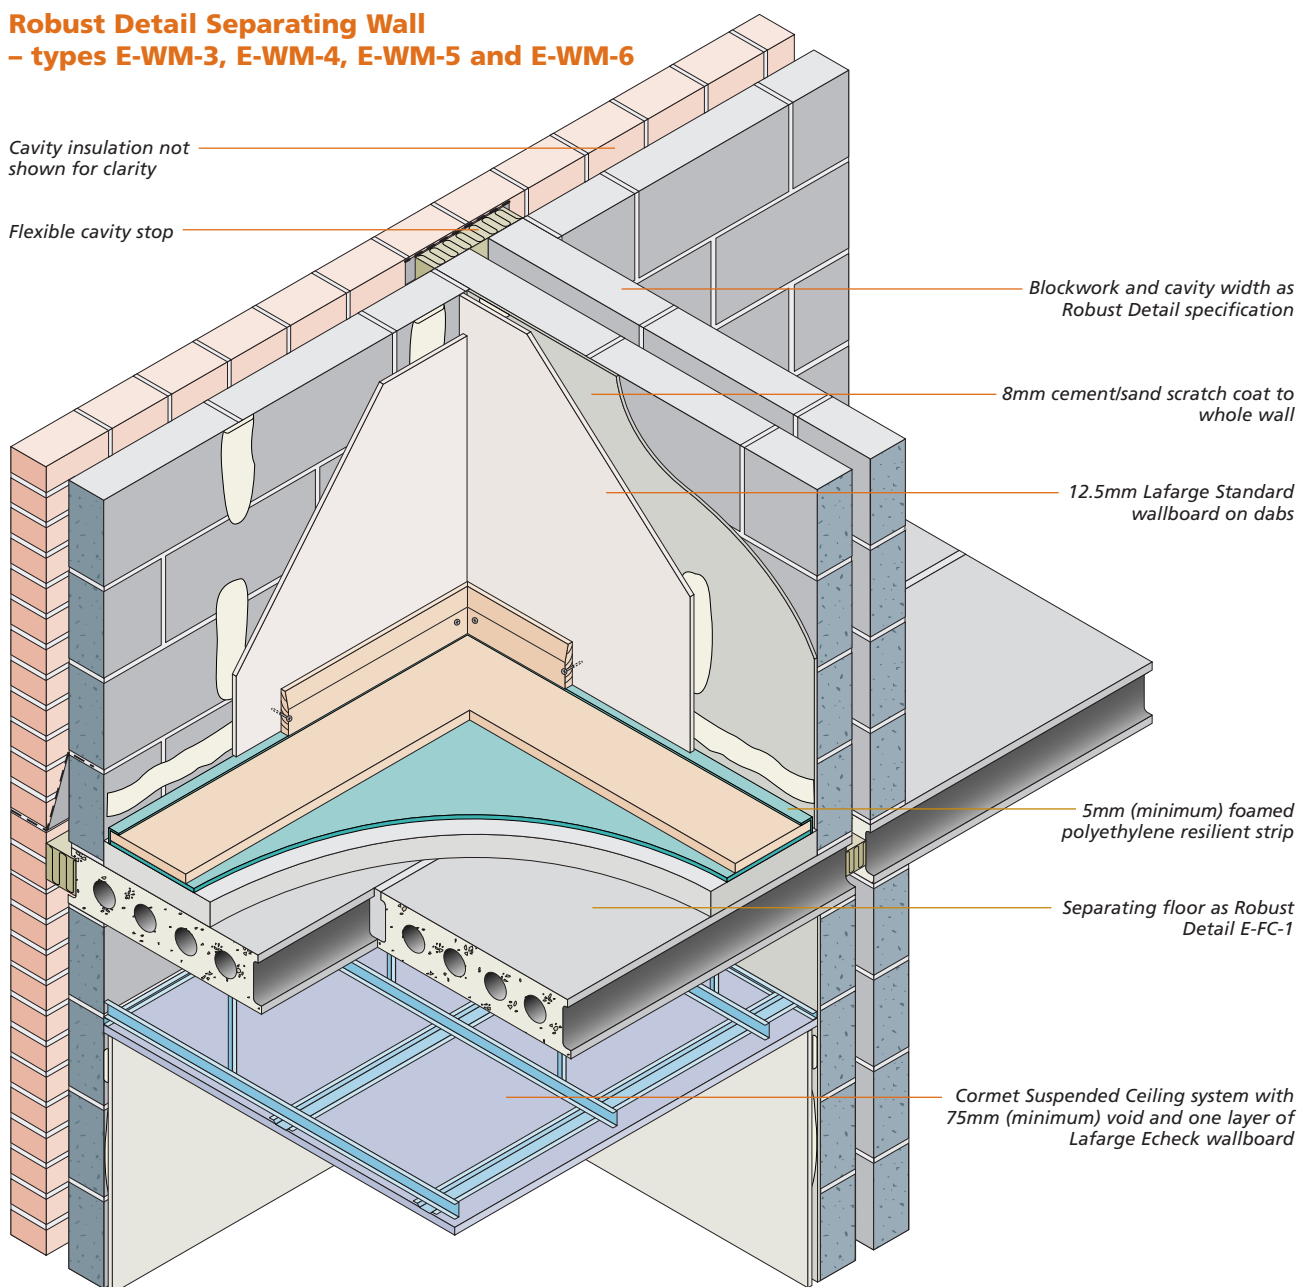 Robust Detail Separating Wall
– types E-WM-3, E-WM-4, E-WM-5 and E-WM-6
Cavity insulation not
shown for clarity
Flexible cavity stop
Blockwork and cavity width as
Robust Detail specification
8mm cement/sand scratch coat to
whole wall
12.5mm Lafarge Standard
wallboard on dabs
5mm (minimum) foamed
polyethylene resilient strip
Separating floor as Robust
Detail E-FC-1
Cormet Suspended Ceiling system with
75mm (minimum) void and one layer of
Lafarge Echeck wallboard